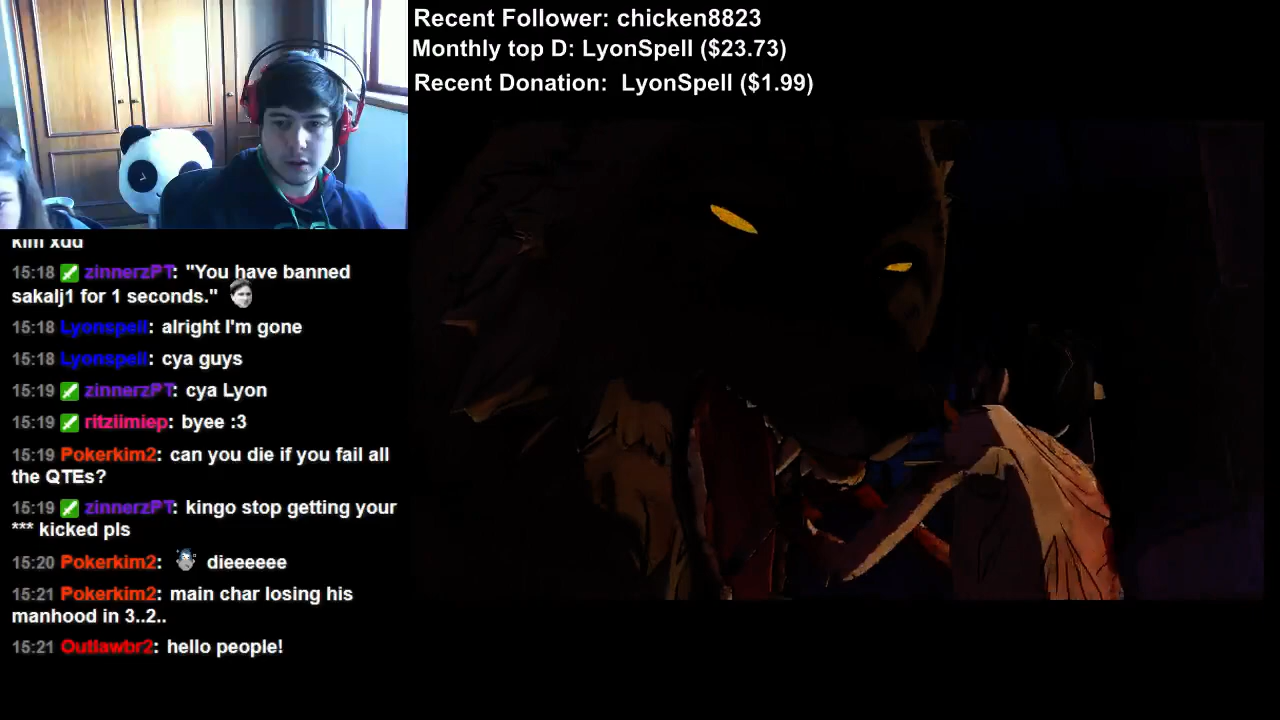 Recent Follower: chicken8823
Monthly top D: LyonSpell ($23.73)
Recent Donation: LyonSpell ($1.99)
kim xdd
15:18 zinnerzPT: "You have banned
sakalj1 for 1 seconds."
15:18 Lyonspell: alright I'm gone
15:18 Lyonspell: cya guys
15:19 zinnerzPT: cya Lyon
15:19 ritziimiep: byee :3
15:19 Pokerkim2: can you die if you fail all
the QTEs?
15:19 zinnerzPT: kingo stop getting your
*** kicked pls
15:20 Pokerkim2: dieeeeee
15:21 Pokerkim2: main char losing his
manhood in 3..2..
15:21 Outlawbr2: hello people!